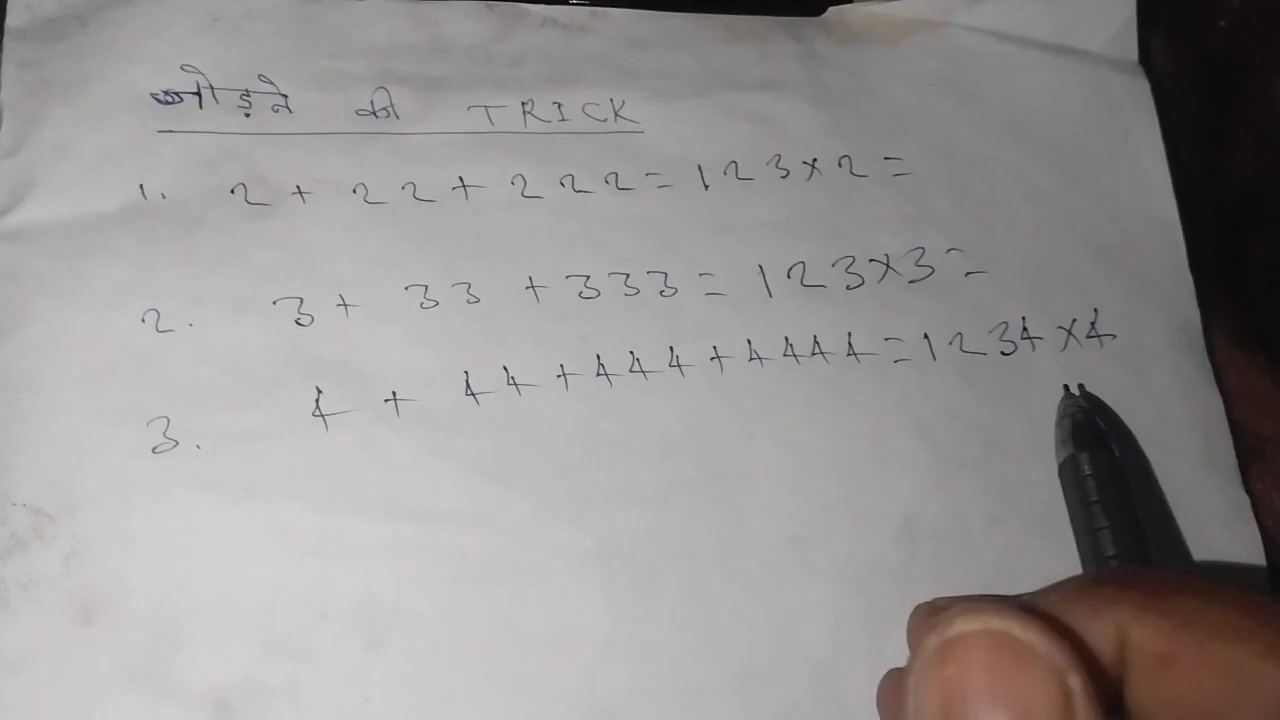 जोड़ने की TRICK
1. 2 + 22 + 222 = 123 × 2 =
2. 3 + 33 + 333 = 123 × 3 =
3. 4 + 44 + 444 + 4444 = 1234 × 4